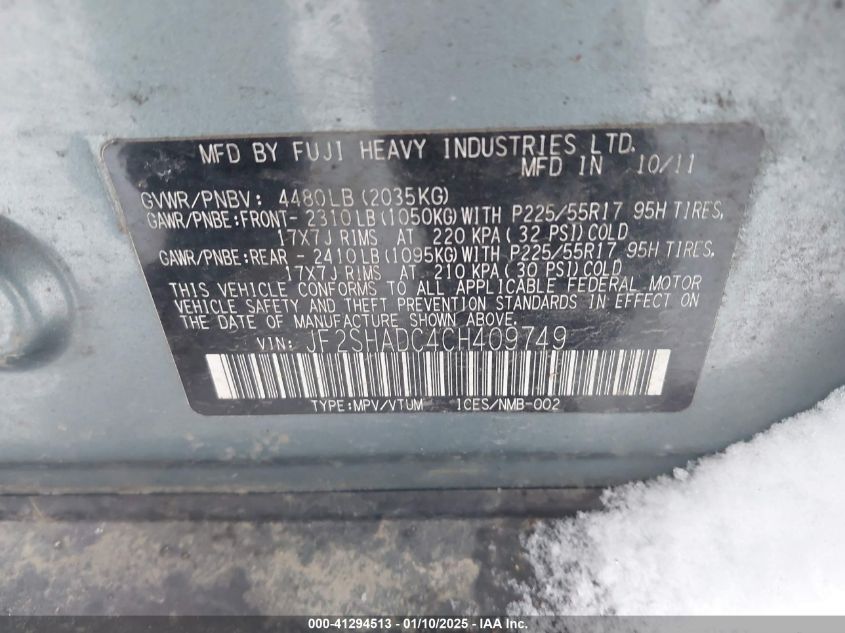 MFD BY FUJI HEAVY INDUSTRIES LTD.
MFD IN 10/11
GVWR/PNBV: 4480LB(2035KG)
GAWR/PNBE:FRONT- 2310LB(1050KG)WITH P225/55R17 95H TIRES,
17X7J RIMS AT 220 KPA(32 PSI)COLD
GAWR/PNBE:REAR - 2410LB(1095KG)WITH P225/55R17 95H TIRES,
17X7J RIMS AT 210 KPA(30 PSI)COLD
THIS VEHICLE CONFORMS TO ALL APPLICABLE FEDERAL MOTOR
VEHICLE SAFETY AND THEFT PREVENTION STANDARDS IN EFFECT ON
THE DATE OF MANUFACTURE SHOWN ABOVE.
VIN: JF2SHADC4CH409749
TYPE:MPV/VTUM ICES/NMB-002
000-41294513 - 01/10/2025 - IAA Inc.